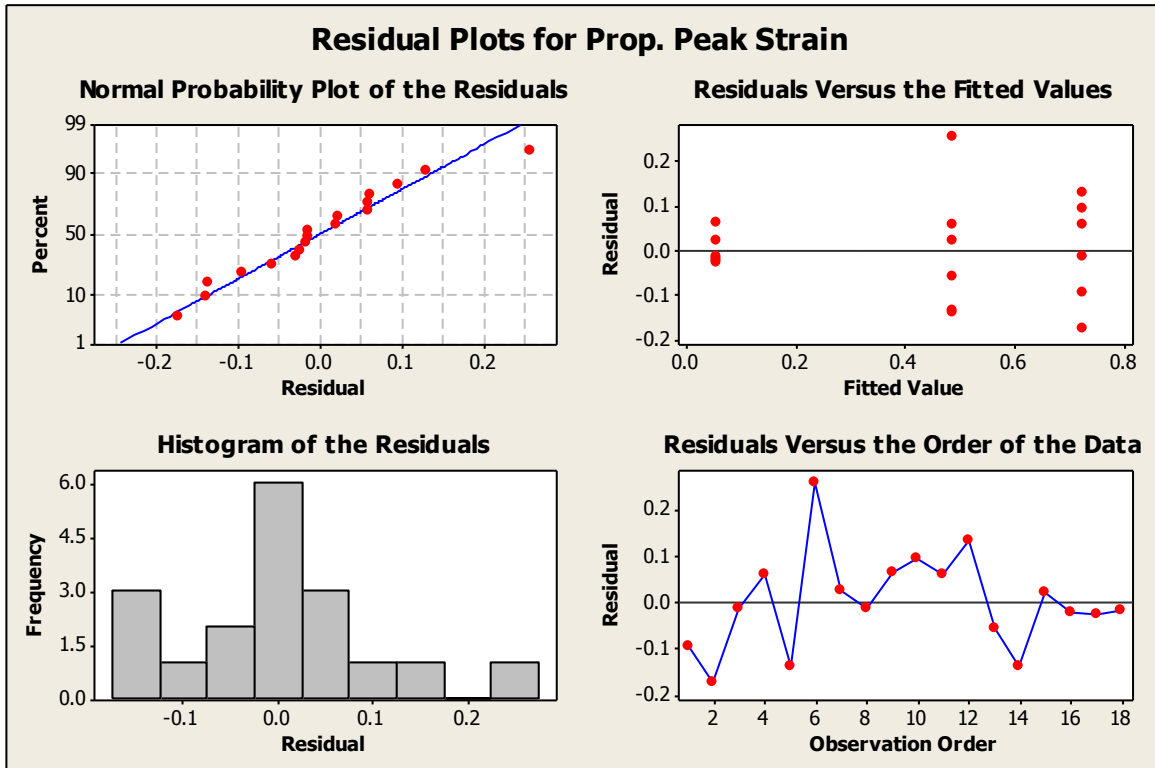 Residual Plots for Prop. Peak Strain
Normal Probability Plot of the Residuals
99
90
50
10
1
Percent
-0.2 -0.1 0.0 0.1 0.2
Residual
Residuals Versus the Fitted Values
0.2
0.1
0.0
-0.1
-0.2
Residual
0.0 0.2 0.4 0.6 0.8
Fitted Value
Histogram of the Residuals
6.0
4.5
3.0
1.5
0.0
Frequency
-0.1 0.0 0.1 0.2
Residual
Residuals Versus the Order of the Data
0.2
0.1
0.0
-0.1
-0.2
Residual
2 4 6 8 10 12 14 16 18
Observation Order